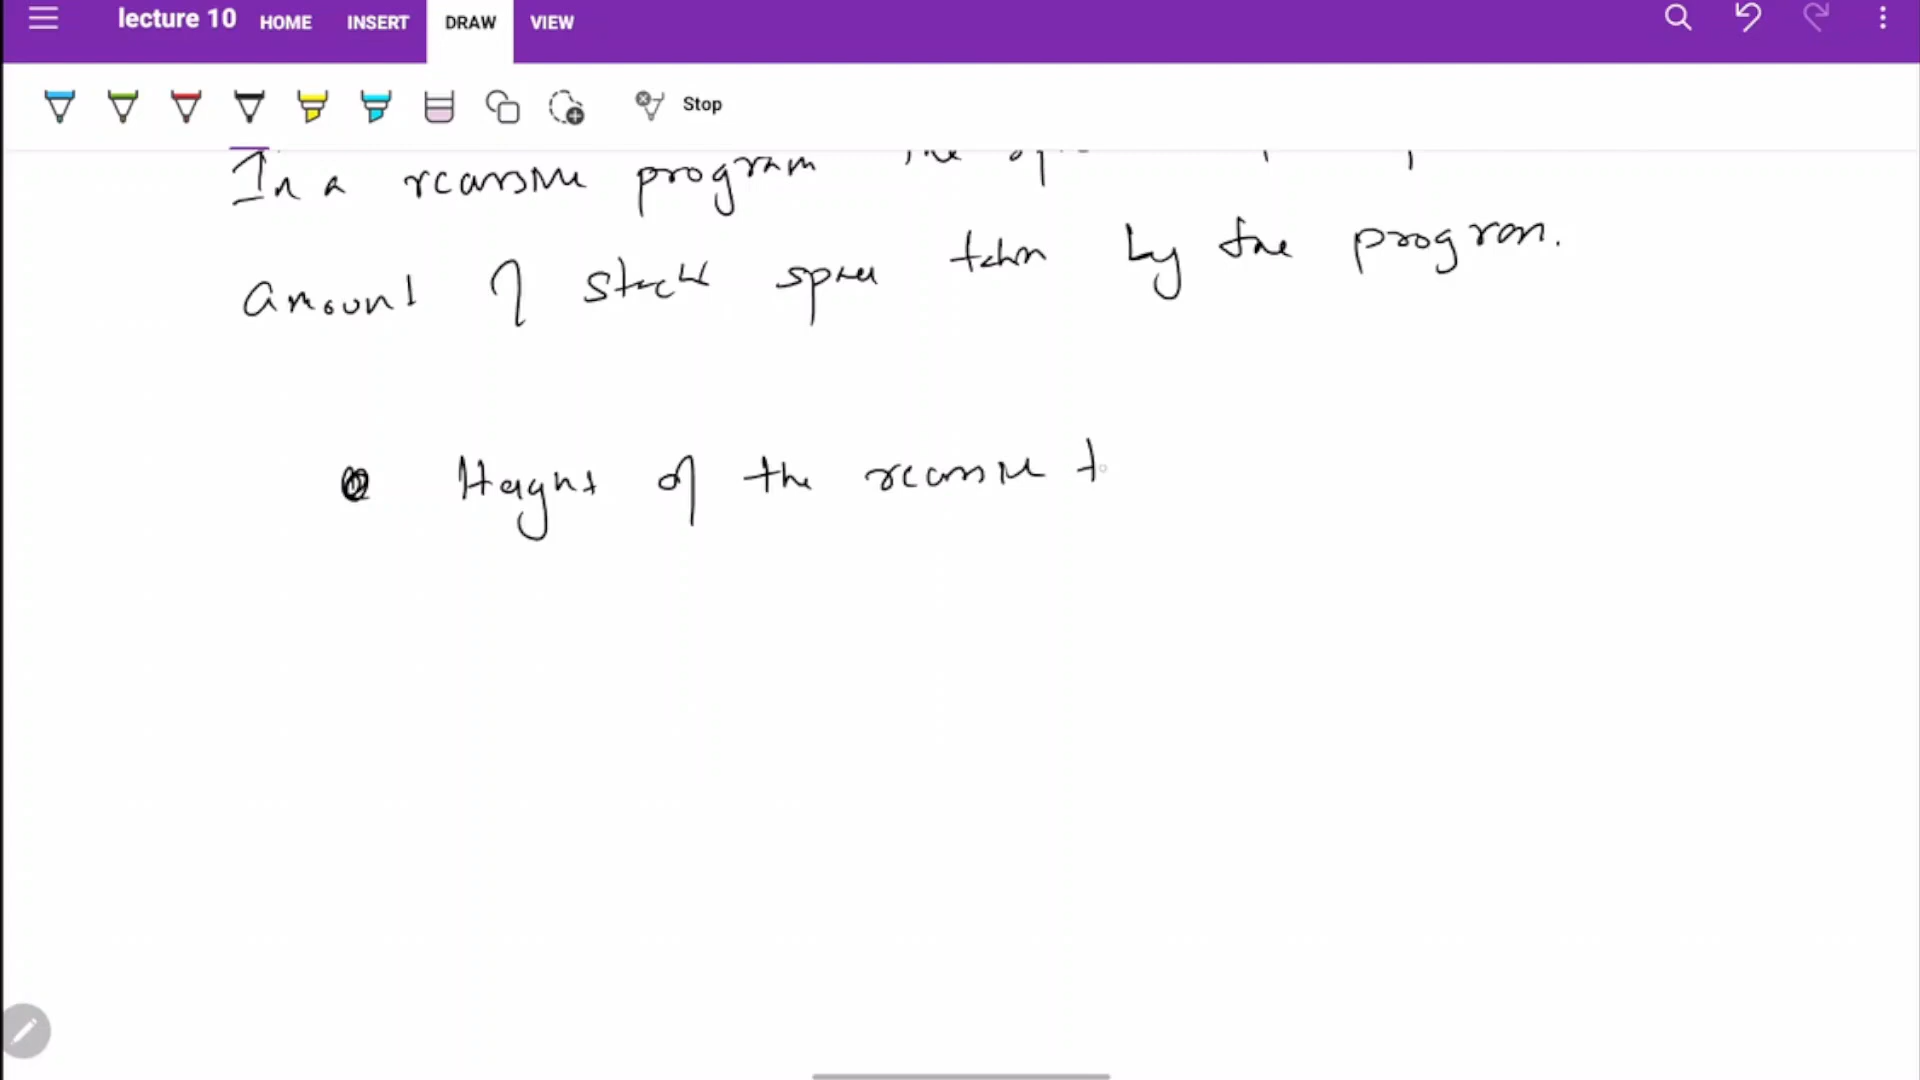 lecture 10 HOME INSERT DRAW VIEW
Stop
In a recursive program the
amount of stack space taken by the program.
Height of the recursive t